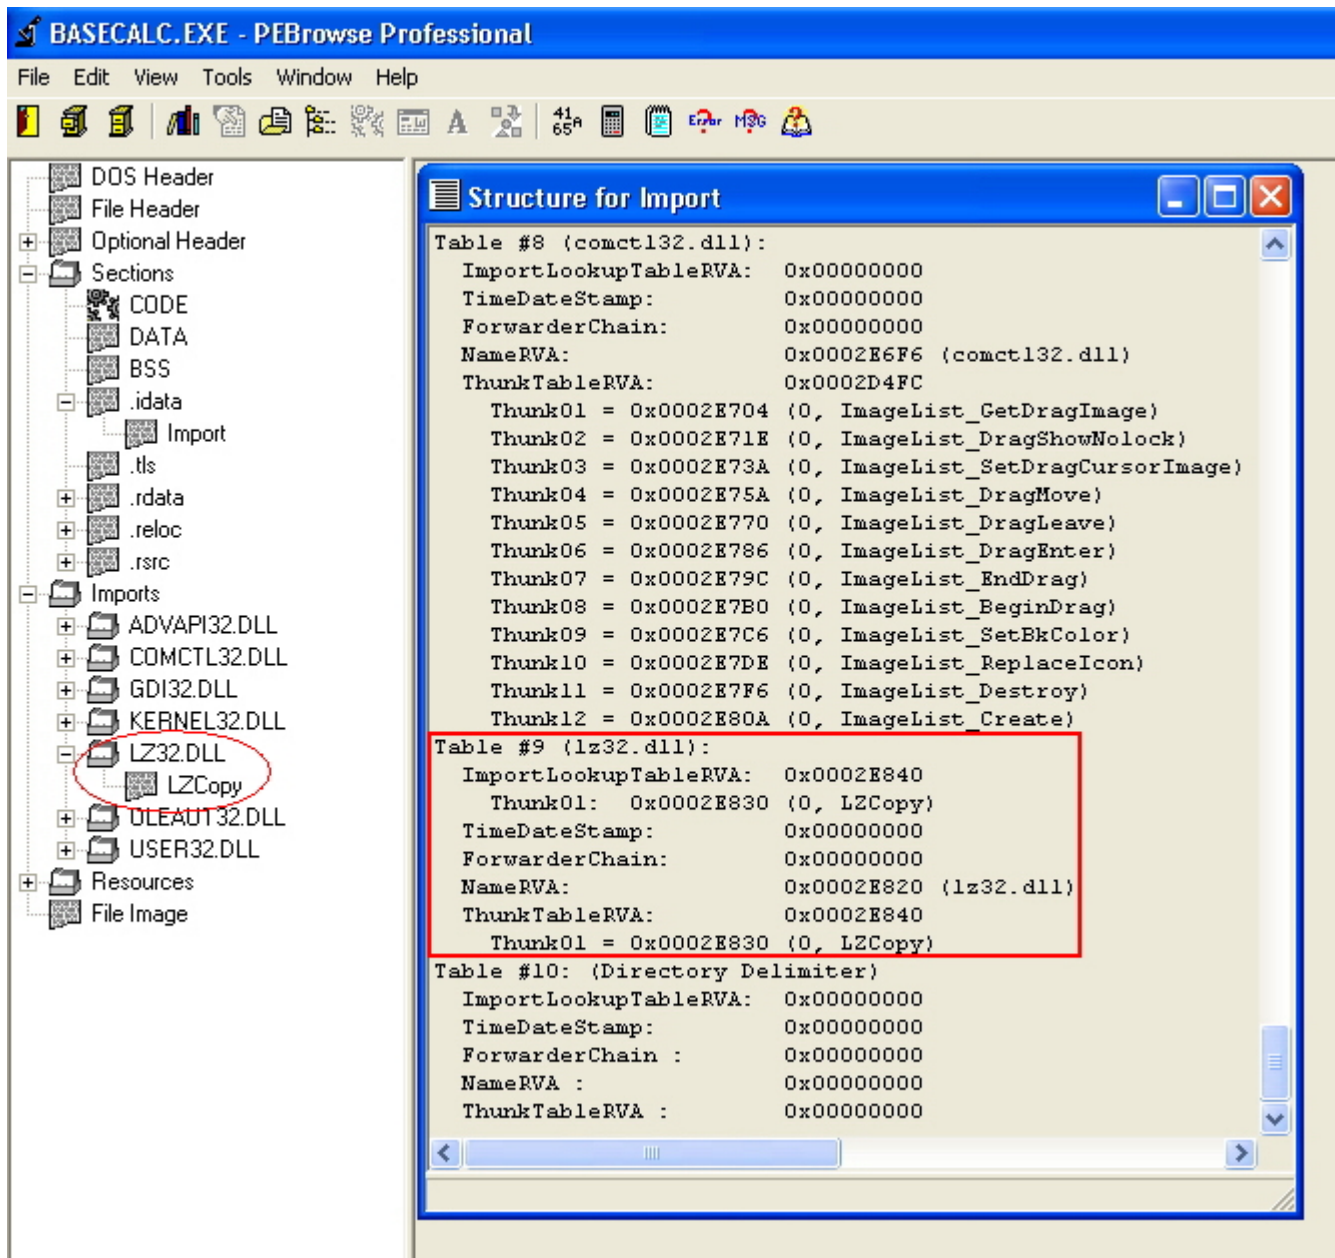 BASECALC.EXE - PEBrowse Professional
File Edit View Tools Window Help
41 65A Error MSG
DOS Header
File Header
Optional Header
Sections
CODE
DATA
BSS
.idata
Import
.tls
.rdata
.reloc
.rsrc
Imports
ADVAPI32.DLL
COMCTL32.DLL
GDI32.DLL
KERNEL32.DLL
LZ32.DLL
LZCopy
OLEAUT32.DLL
USER32.DLL
Resources
File Image
Structure for Import
Table #8 (comctl32.dll):
ImportLookupTableRVA: 0x00000000
TimeDateStamp: 0x00000000
ForwarderChain: 0x00000000
NameRVA: 0x0002E6F6 (comctl32.dll)
ThunkTableRVA: 0x0002D4FC
Thunk01 = 0x0002E704 (0, ImageList_GetDragImage)
Thunk02 = 0x0002E71E (0, ImageList_DragShowNolock)
Thunk03 = 0x0002E73A (0, ImageList_SetDragCursorImage)
Thunk04 = 0x0002E75A (0, ImageList_DragMove)
Thunk05 = 0x0002E770 (0, ImageList_DragLeave)
Thunk06 = 0x0002E786 (0, ImageList_DragEnter)
Thunk07 = 0x0002E79C (0, ImageList_EndDrag)
Thunk08 = 0x0002E7B0 (0, ImageList_BeginDrag)
Thunk09 = 0x0002E7C6 (0, ImageList_SetBkColor)
Thunk10 = 0x0002E7DE (0, ImageList_ReplaceIcon)
Thunk11 = 0x0002E7F6 (0, ImageList_Destroy)
Thunk12 = 0x0002E80A (0, ImageList_Create)
Table #9 (lz32.dll):
ImportLookupTableRVA: 0x0002E840
Thunk01: 0x0002E830 (0, LZCopy)
TimeDateStamp: 0x00000000
ForwarderChain: 0x00000000
NameRVA: 0x0002E820 (lz32.dll)
ThunkTableRVA: 0x0002E840
Thunk01 = 0x0002E830 (0, LZCopy)
Table #10: (Directory Delimiter)
ImportLookupTableRVA: 0x00000000
TimeDateStamp: 0x00000000
ForwarderChain : 0x00000000
NameRVA : 0x00000000
ThunkTableRVA : 0x00000000